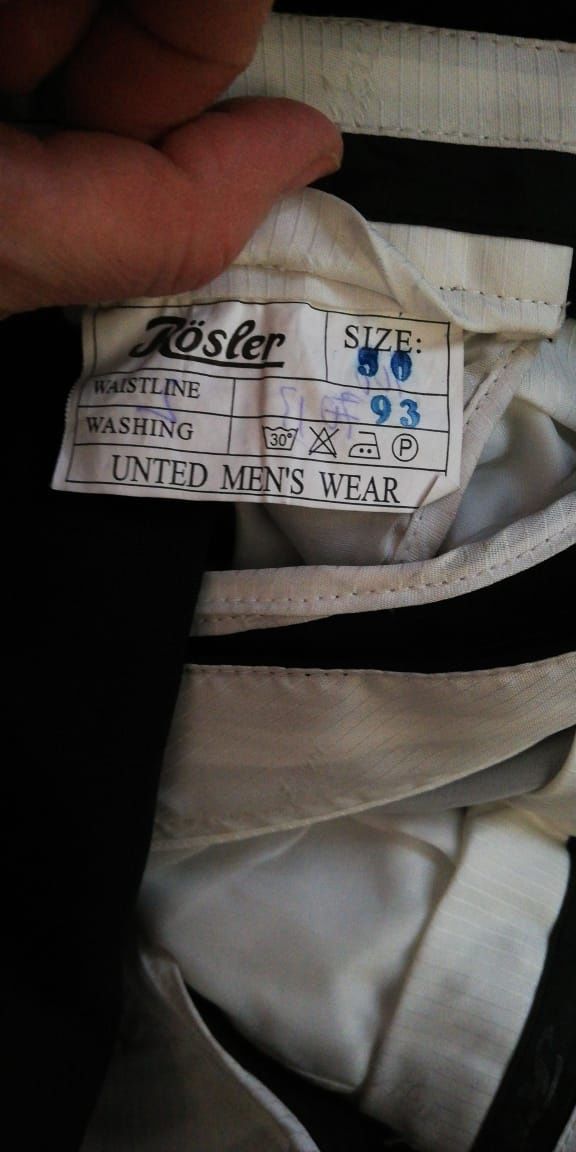 Rösler
SIZE:
50
WAISTLINE
93
WASHING
30°
P
UNTED MEN'S WEAR